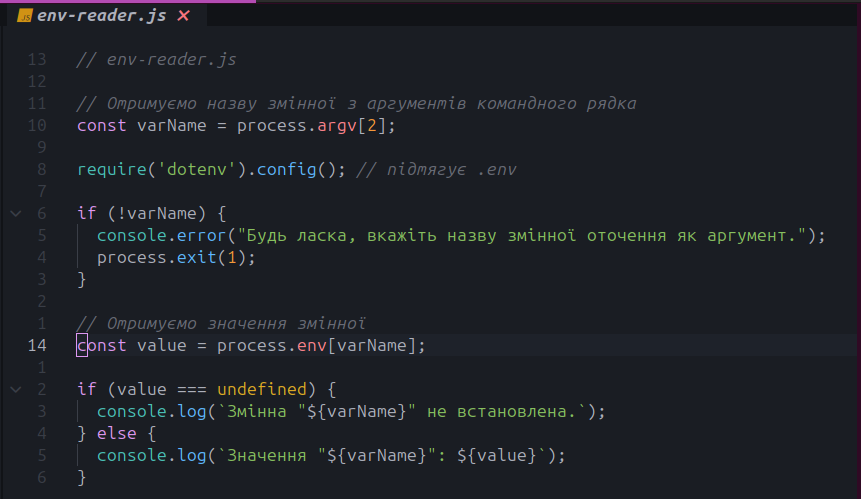 JS env-reader.js ×
13 // env-reader.js
12
11 // Отримуємо назву змінної з аргументів командного рядка
10 const varName = process.argv[2];
9
8 require('dotenv').config(); // підтягує .env
7
6 if (!varName) {
5 console.error("Будь ласка, вкажіть назву змінної оточення як аргумент.");
4 process.exit(1);
3 }
2
1 // Отримуємо значення змінної
14 const value = process.env[varName];
1
2 if (value === undefined) {
3 console.log(`Змінна "${varName}" не встановлена.`);
4 } else {
5 console.log(`Значення "${varName}": ${value}`);
6 }